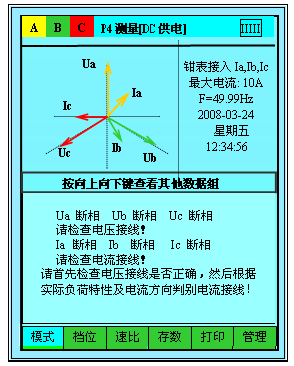 A B C P4 测量[DC 供电]
Ua
Ia
Ic
Uc
Ib
Ub
钳表接入 Ia,Ib,Ic
最大电流: 10A
F=49.99Hz
2008-03-24
星期五
12:34:56
按向上向下键查看其他数据组
Ua 断相 Ub 断相 Uc 断相
请检查电压接线!
Ia 断相 Ib 断相 Ic 断相
请检查电流接线!
请首先检查电压接线是否正确，然后根据
实际负荷特性及电流方向判别电流接线!
模式 档位 速比 存数 打印 管理